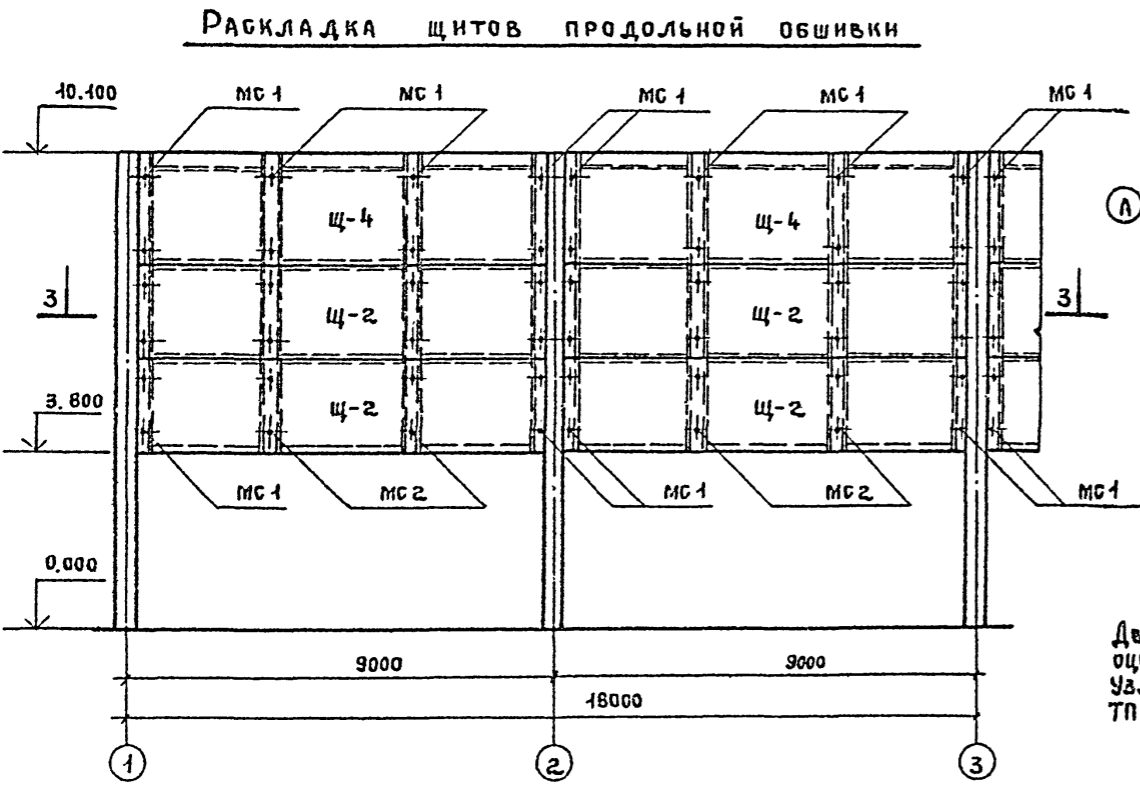 РАСКЛАДКА ЩИТОВ ПРОДОЛЬНОЙ ОБШИВКИ
10.100 МС 1 МС 1 МС 1 МС 1 МС 1
Щ-4 Щ-4 А
3 Щ-2 Щ-2 3
3.600 Щ-2 Щ-2
МС 1 МС 2 МС 1 МС 2 МС 1
0.000
9000 9000
18000
1 2 3
ТП